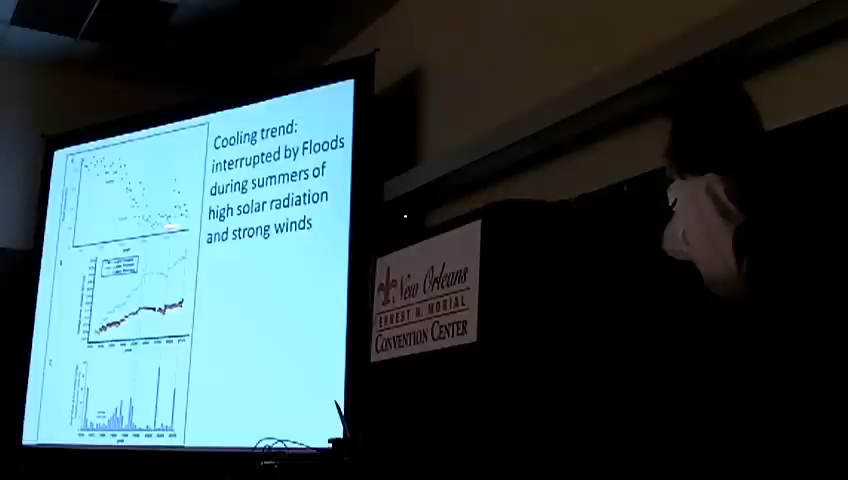 Cooling trend:
interrupted by Floods
during summers of
high solar radiation
and strong winds
New Orleans
ERNEST N. MORIAL
CONVENTION CENTER